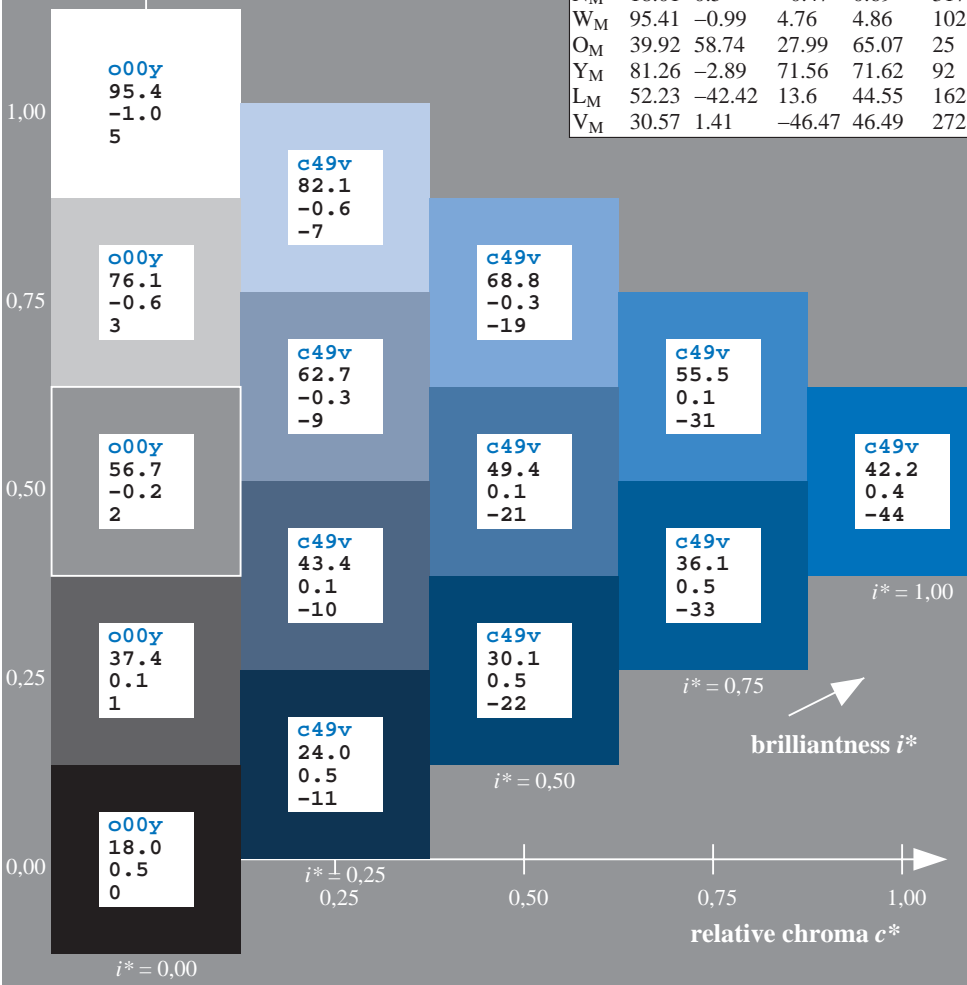 W_M 95.41 −0.99 4.76 4.86 102
O_M 39.92 58.74 27.99 65.07 25
Y_M 81.26 −2.89 71.56 71.62 92
L_M 52.23 −42.42 13.6 44.55 162
V_M 30.57 1.41 −46.47 46.49 272
1,00
0,75
0,50
0,25
0,00
o00y
95.4
−1.0
5
o00y
76.1
−0.6
3
o00y
56.7
−0.2
2
o00y
37.4
0.1
1
o00y
18.0
0.5
0
i* = 0,00
c49v
82.1
−0.6
−7
c49v
62.7
−0.3
−9
c49v
43.4
0.1
−10
c49v
24.0
0.5
−11
i* = 0,25
c49v
68.8
−0.3
−19
c49v
49.4
0.1
−21
c49v
30.1
0.5
−22
i* = 0,50
c49v
55.5
0.1
−31
c49v
36.1
0.5
−33
i* = 0,75
c49v
42.2
0.4
−44
i* = 1,00
brilliantness i*
0,25 0,50 0,75 1,00
relative chroma c*